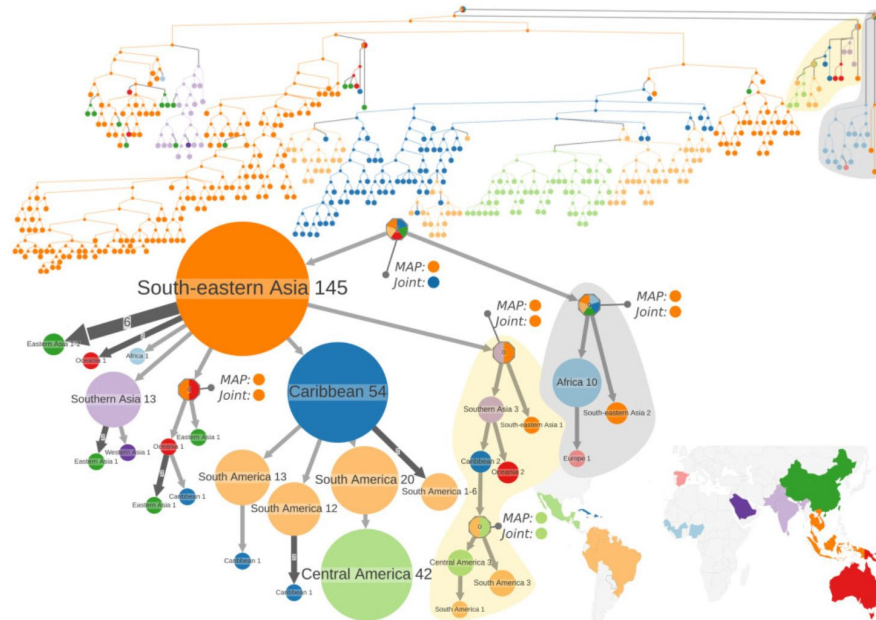 MAP:
Joint:
South-eastern Asia 145
MAP:
Joint:
MAP:
Joint:
6
Eastern Asia 1-2
Oceania 1
Africa 1
Southern Asia 13
MAP:
Joint:
Caribbean 54
0
Africa 10
Southern Asia 3
South-eastern Asia 1
South-eastern Asia 2
Eastern Asia 1
Western Asia 1
Oceania 1
Eastern Asia 1
Caribbean 2
Oceania 2
Europe 1
Eastern Asia 1
Caribbean 1
South America 13
South America 20
South America 1-6
South America 12
MAP:
Joint:
0
Caribbean 1
Caribbean 1
Central America 42
Central America 3
South America 3
South America 1